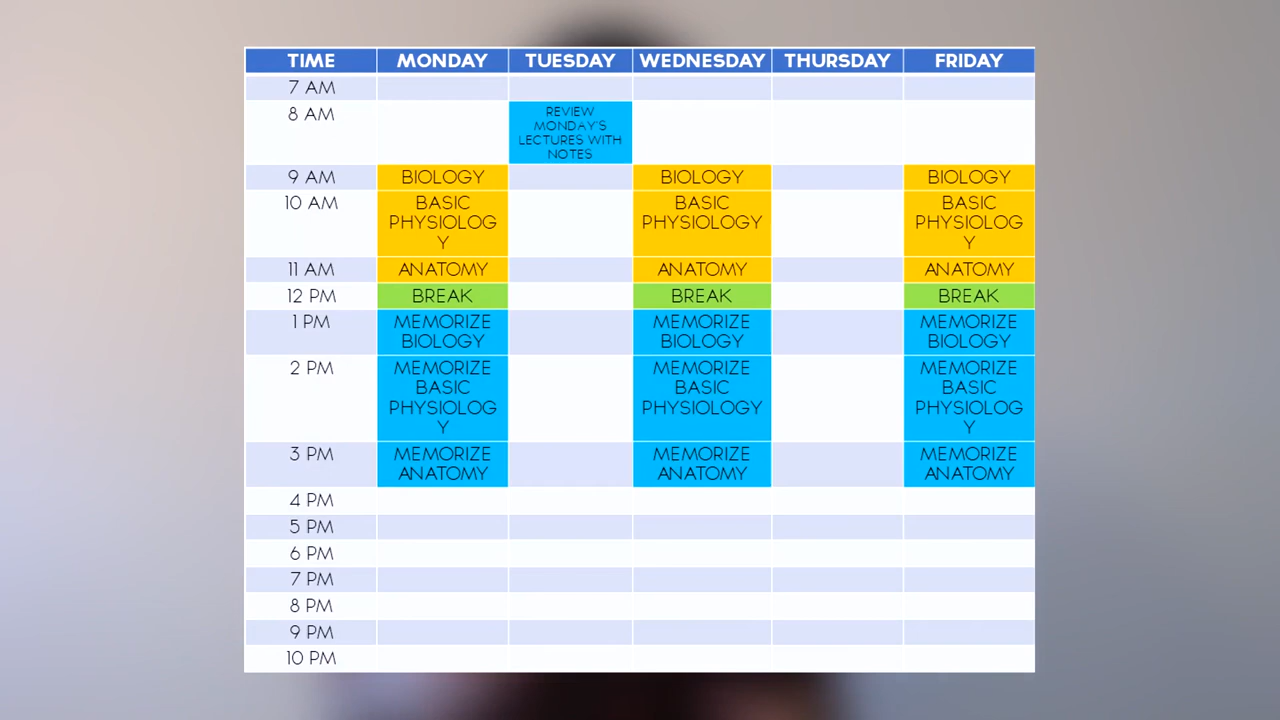 TIME MONDAY TUESDAY WEDNESDAY THURSDAY FRIDAY
7 AM
8 AM
REVIEW
MONDAY'S
LECTURES WITH
NOTES
9 AM BIOLOGY BIOLOGY BIOLOGY
10 AM
BASIC
PHYSIOLOG
Y
BASIC
PHYSIOLOGY
BASIC
PHYSIOLOG
Y
11 AM ANATOMY ANATOMY ANATOMY
12 PM BREAK BREAK BREAK
1 PM
MEMORIZE
BIOLOGY
MEMORIZE
BIOLOGY
MEMORIZE
BIOLOGY
2 PM
MEMORIZE
BASIC
PHYSIOLOG
Y
MEMORIZE
BASIC
PHYSIOLOGY
MEMORIZE
BASIC
PHYSIOLOG
Y
3 PM
MEMORIZE
ANATOMY
MEMORIZE
ANATOMY
MEMORIZE
ANATOMY
4 PM
5 PM
6 PM
7 PM
8 PM
9 PM
10 PM